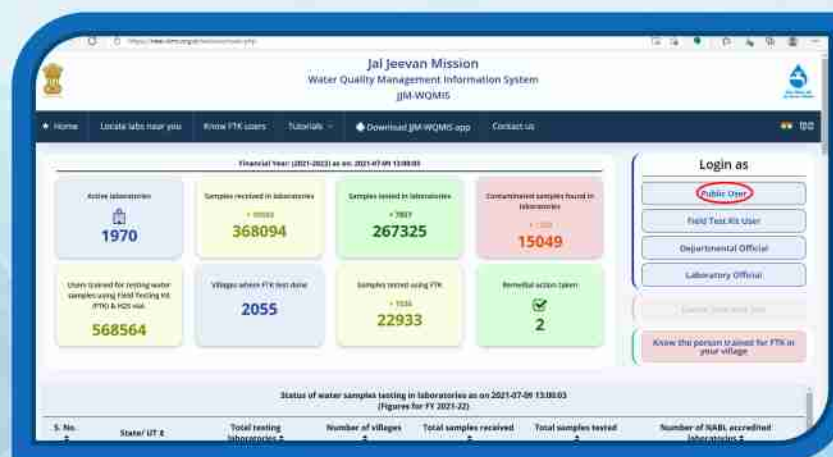 Jal Jeevan Mission
Water Quality Management Information System
JJM-WQMIS
Home
Locate labs near you
Know FTK users
Tutorials
Download JJM-WQMIS app
Contact us
Financial Year: (2021-2022) as on: 2021-07-09 13:00:03
Active laboratories
1970
Samples received in laboratories
368094
Samples tested in laboratories
267325
Contaminated samples found in
laboratories
15049
Users trained for testing water
samples using Field Testing Kit
(FTK) & H2S vial
568564
Villages where FTK test done
2055
Samples tested using FTK
22933
Remedial action taken
2
Login as
Public User
Field Test Kit User
Departmental Official
Laboratory Official
Know the person trained for FTK in
your village
Status of water samples testing in laboratories as on 2021-07-09 13:00:03
(Figures for FY 2021-22)
S. No.
State/ UT
Total testing
laboratories
Number of villages
Total samples received
Total samples tested
Number of NABL accredited
laboratories